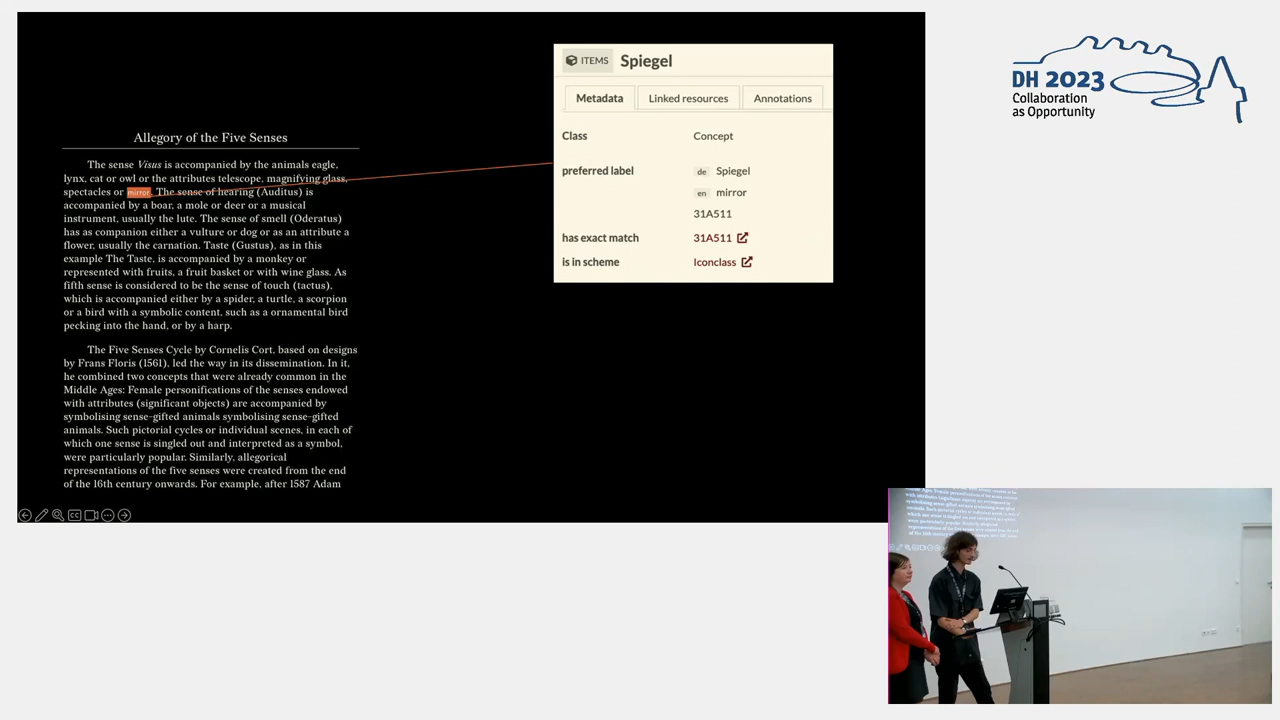 Allegory of the Five Senses
The sense Visus is accompanied by the animals eagle,
lynx, cat or owl or the attributes telescope, magnifying glass,
spectacles or mirror. The sense of hearing (Auditus) is
accompanied by a boar, a mole or deer or a musical
instrument, usually the lute. The sense of smell (Oderatus)
has as companion either a vulture or dog or as an attribute a
flower, usually the carnation. Taste (Gustus), as in this
example The Taste, is accompanied by a monkey or
represented with fruits, a fruit basket or with wine glass. As
fifth sense is considered to be the sense of touch (tactus),
which is accompanied either by a spider, a turtle, a scorpion
or a bird with a symbolic content, such as a ornamental bird
pecking into the hand, or by a harp.
The Five Senses Cycle by Cornelis Cort, based on designs
by Frans Floris (1561), led the way in its dissemination. In it,
he combined two concepts that were already common in the
Middle Ages: Female personifications of the senses endowed
with attributes (significant objects) are accompanied by
symbolising sense-gifted animals symbolising sense-gifted
animals. Such pictorial cycles or individual scenes, in each of
which one sense is singled out and interpreted as a symbol,
were particularly popular. Similarly, allegorical
representations of the five senses were created from the end
of the 16th century onwards. For example, after 1587 Adam
ITEMS Spiegel
Metadata Linked resources Annotations
Class Concept
preferred label de Spiegel
en mirror
31A511
has exact match 31A511
is in scheme Iconclass
DH 2023
Collaboration
as Opportunity